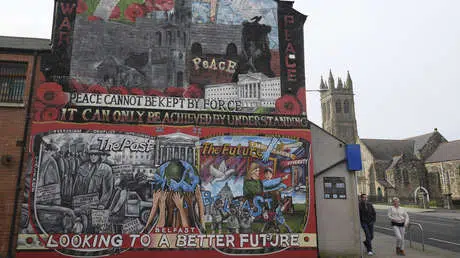 WAR
PEACE
PEACE
PEACE CANNOT BE KEPT BY FORCE
IT CAN ONLY BE ACHIEVED BY UNDERSTANDING
The Past
The Future
BELFAST
LOOKING TO A BETTER FUTURE